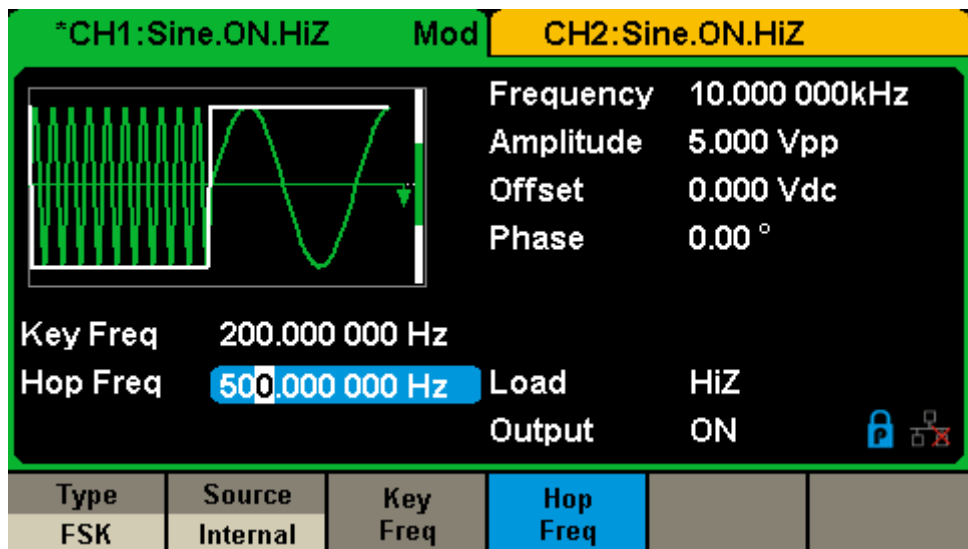 *CH1:Sine.ON.HiZ Mod CH2:Sine.ON.HiZ
Frequency 10.000 000kHz
Amplitude 5.000 Vpp
Offset 0.000 Vdc
Phase 0.00 °
Key Freq 200.000 000 Hz
Hop Freq 500.000 000 Hz Load HiZ
Output ON P
Type Source Key Hop
FSK Internal Freq Freq